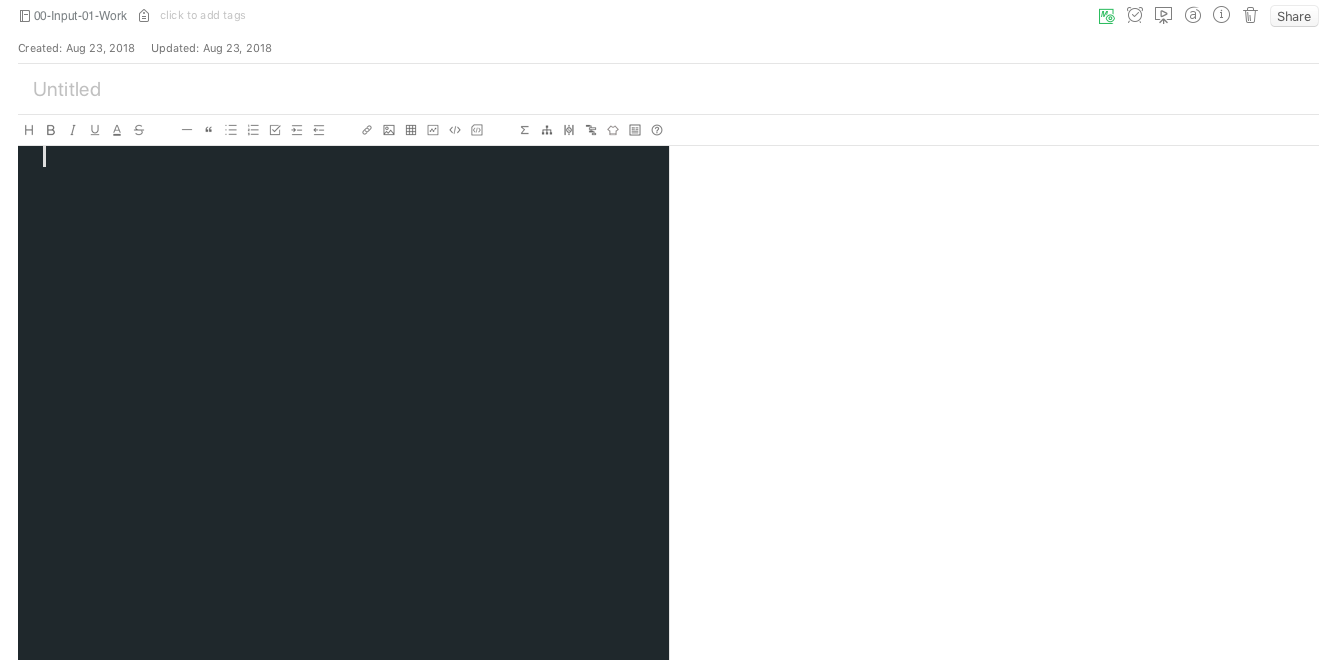 00-Input-01-Work click to add tags Share
Created: Aug 23, 2018 Updated: Aug 23, 2018
Untitled